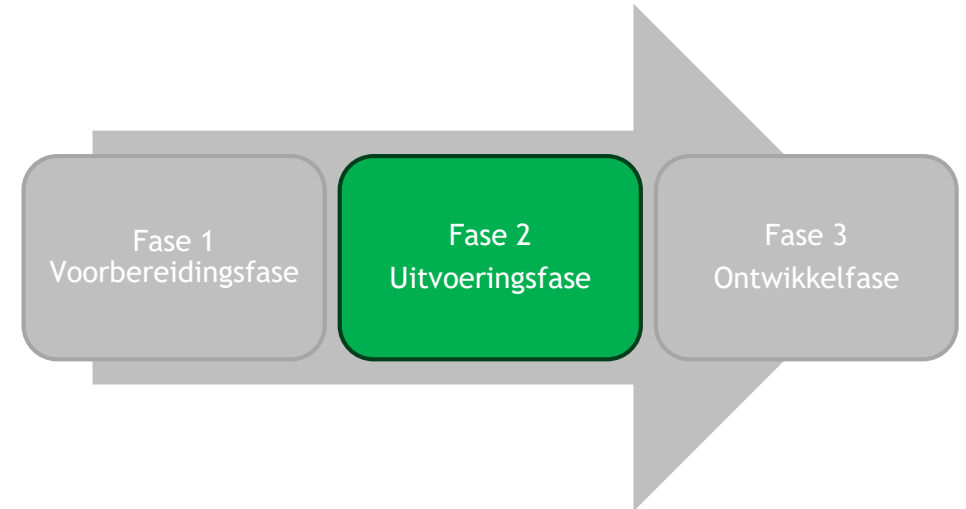 Fase 1
Voorbereidingsfase
Fase 2
Uitvoeringsfase
Fase 3
Ontwikkelfase